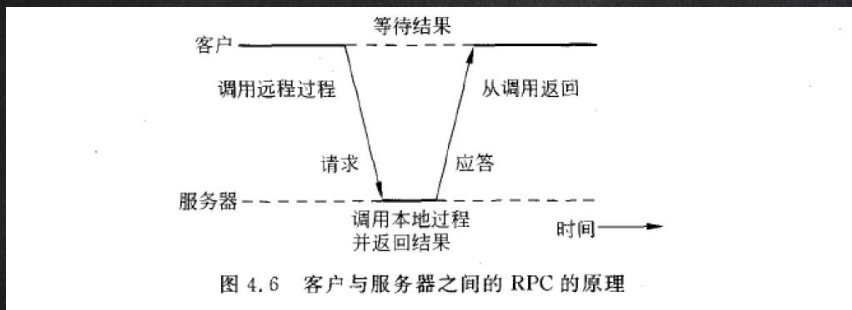 等待结果
客户
调用远程过程
从调用返回
请求
应答
服务器
调用本地过程
并返回结果
时间
图 4.6 客户与服务器之间的 RPC 的原理